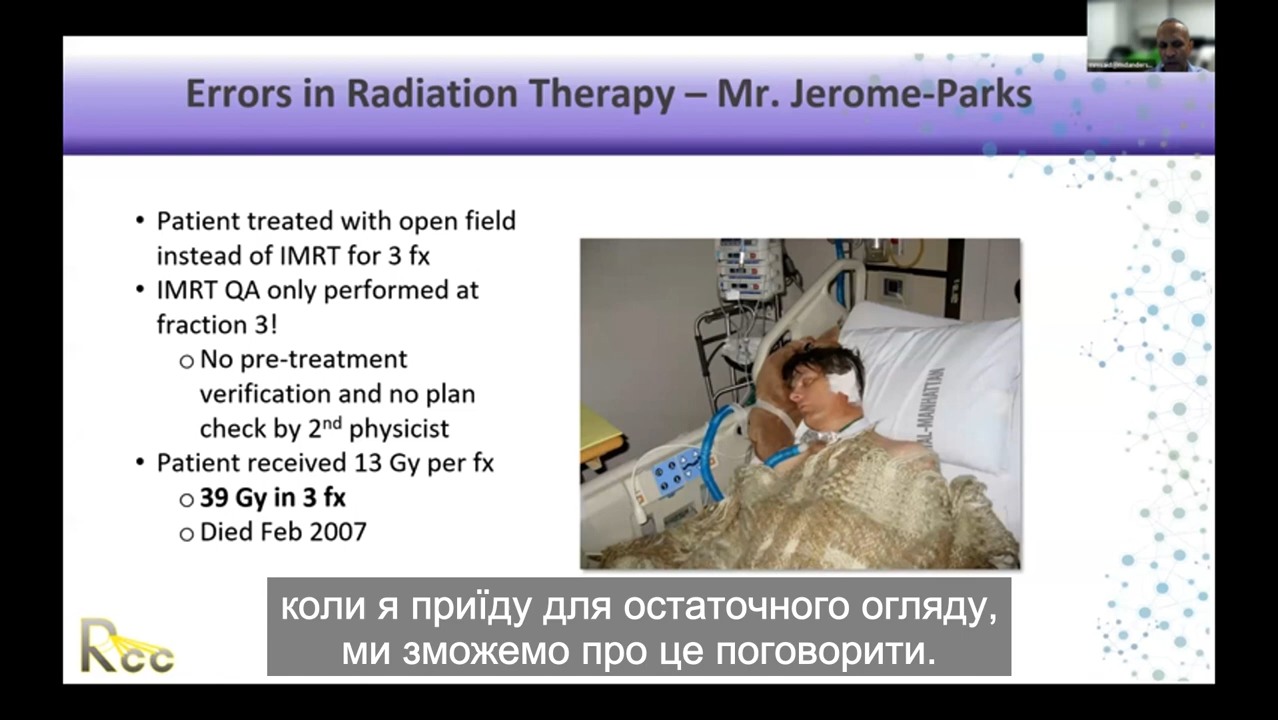 Errors in Radiation Therapy – Mr. Jerome-Parks
• Patient treated with open field
instead of IMRT for 3 fx
• IMRT QA only performed at
fraction 3!
o No pre-treatment
verification and no plan
check by 2nd physicist
• Patient received 13 Gy per fx
o 39 Gy in 3 fx
o Died Feb 2007
AL-MANHATTAN
Rcc
коли я приїду для остаточного огляду,
ми зможемо про це поговорити.